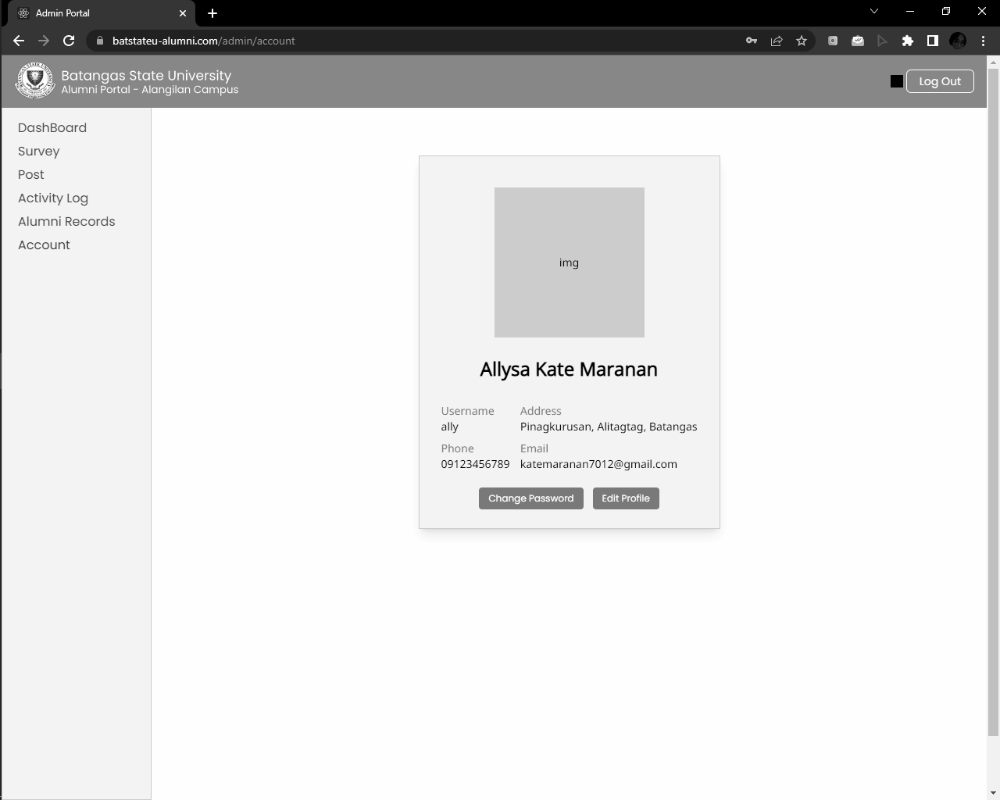 Admin Portal
batstateu-alumni.com/admin/account
Batangas State University
Alumni Portal - Alangilan Campus
Log Out
DashBoard
Survey
Post
Activity Log
Alumni Records
Account
img
Allysa Kate Maranan
Username Address
ally Pinagkurusan, Alitagtag, Batangas
Phone Email
09123456789 katemaranan7012@gmail.com
Change Password Edit Profile